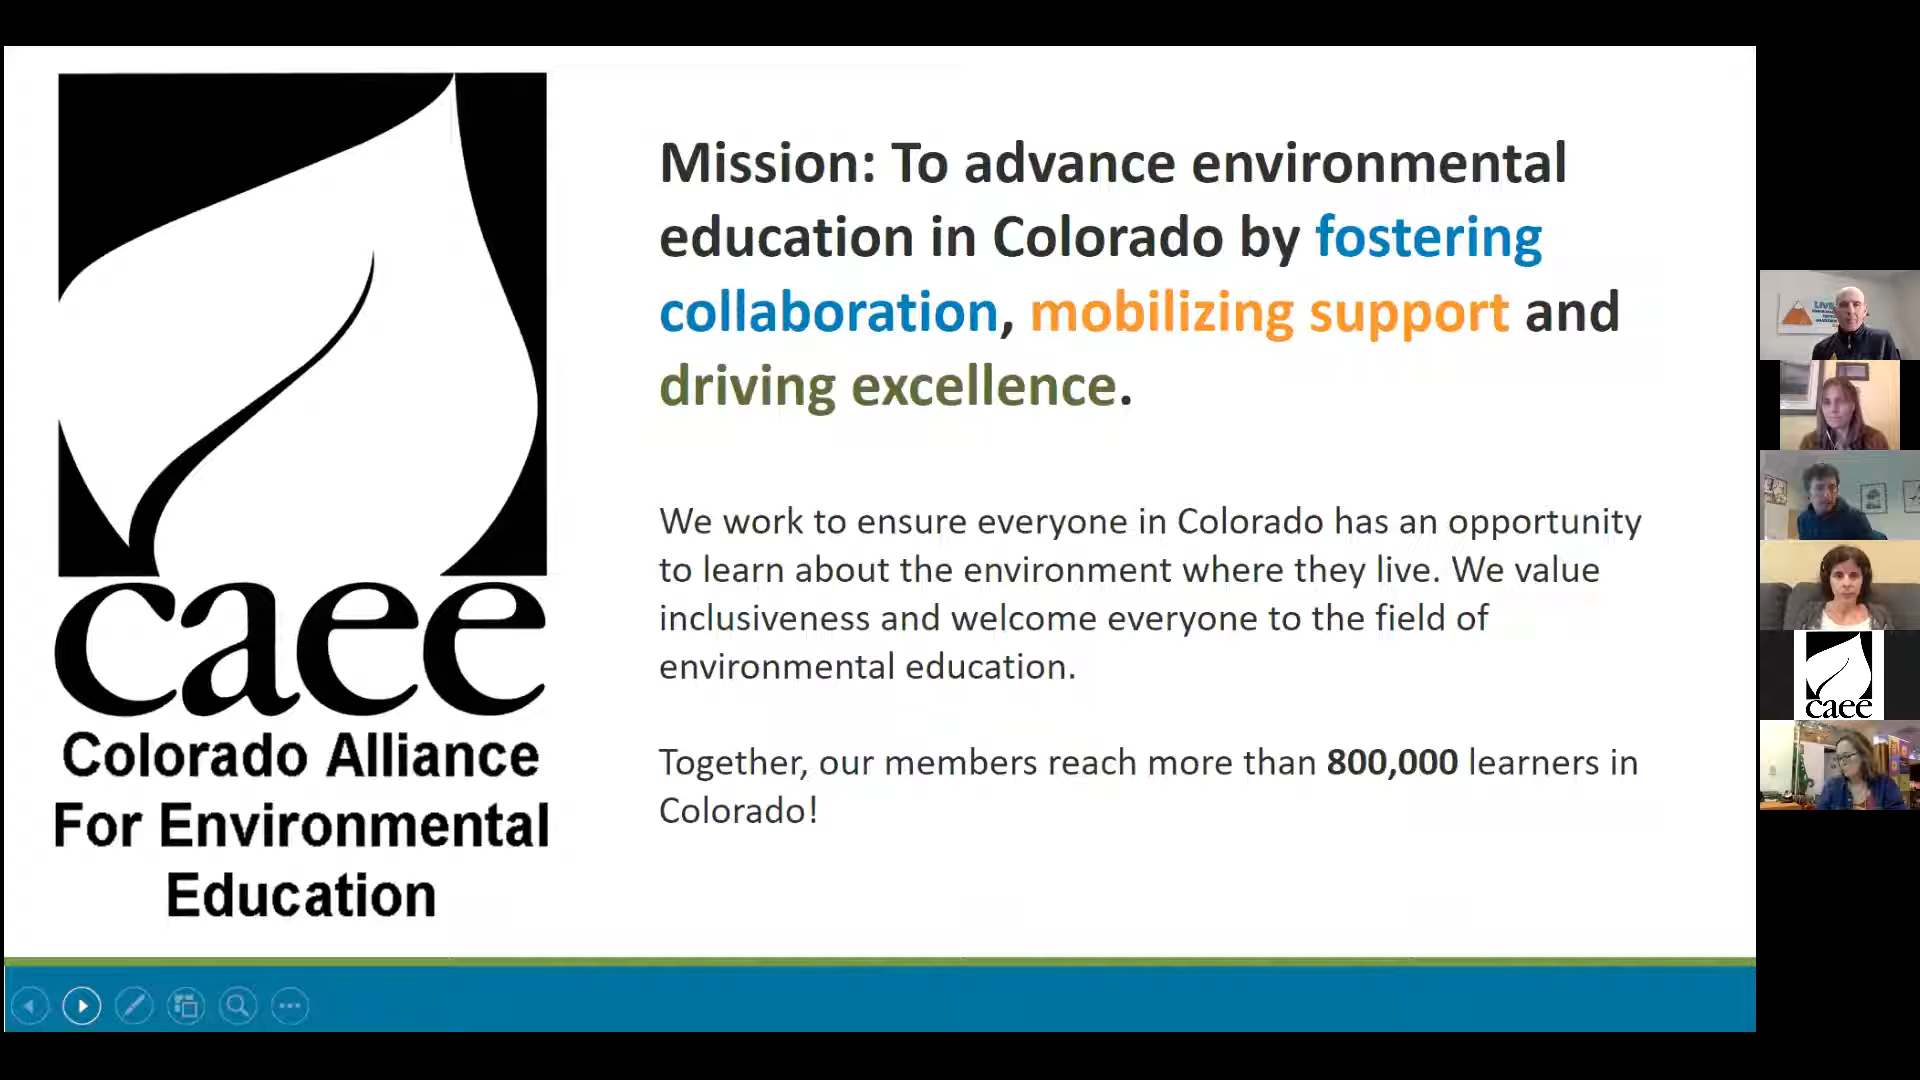 caee
Colorado Alliance
For Environmental
Education
Mission: To advance environmental
education in Colorado by fostering
collaboration, mobilizing support and
driving excellence.
We work to ensure everyone in Colorado has an opportunity
to learn about the environment where they live. We value
inclusiveness and welcome everyone to the field of
environmental education.
Together, our members reach more than 800,000 learners in
Colorado!
caee